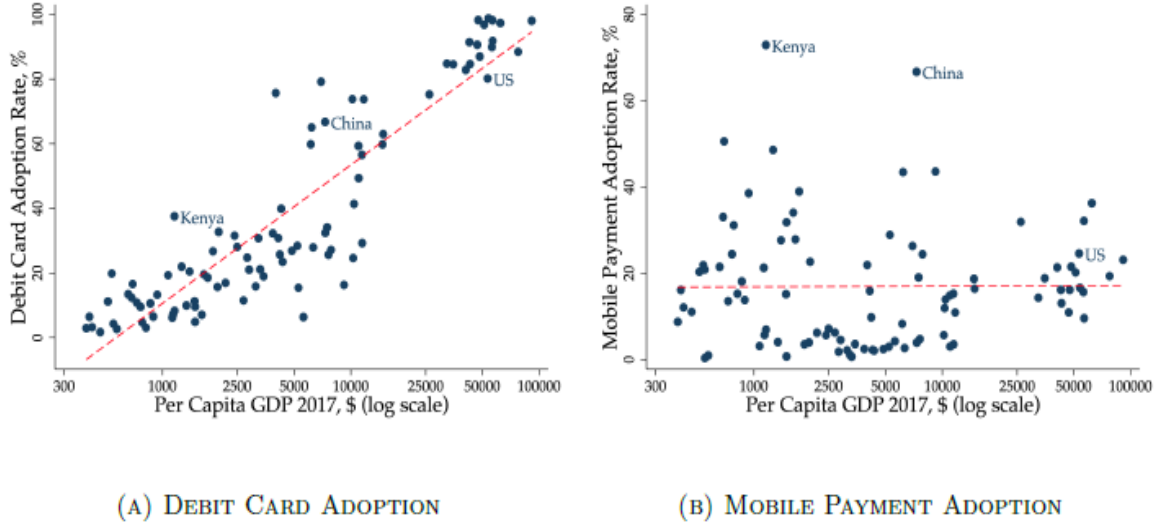 Debit Card Adoption Rate, %
100
80
60
40
20
0
Kenya
China
US
300 1000 2500 5000 10000 25000 50000 100000
Per Capita GDP 2017, $ (log scale)
(A) DEBIT CARD ADOPTION
Mobile Payment Adoption Rate, %
80
60
40
20
0
Kenya
China
US
300 1000 2500 5000 10000 25000 50000 100000
Per Capita GDP 2017, $ (log scale)
(B) MOBILE PAYMENT ADOPTION